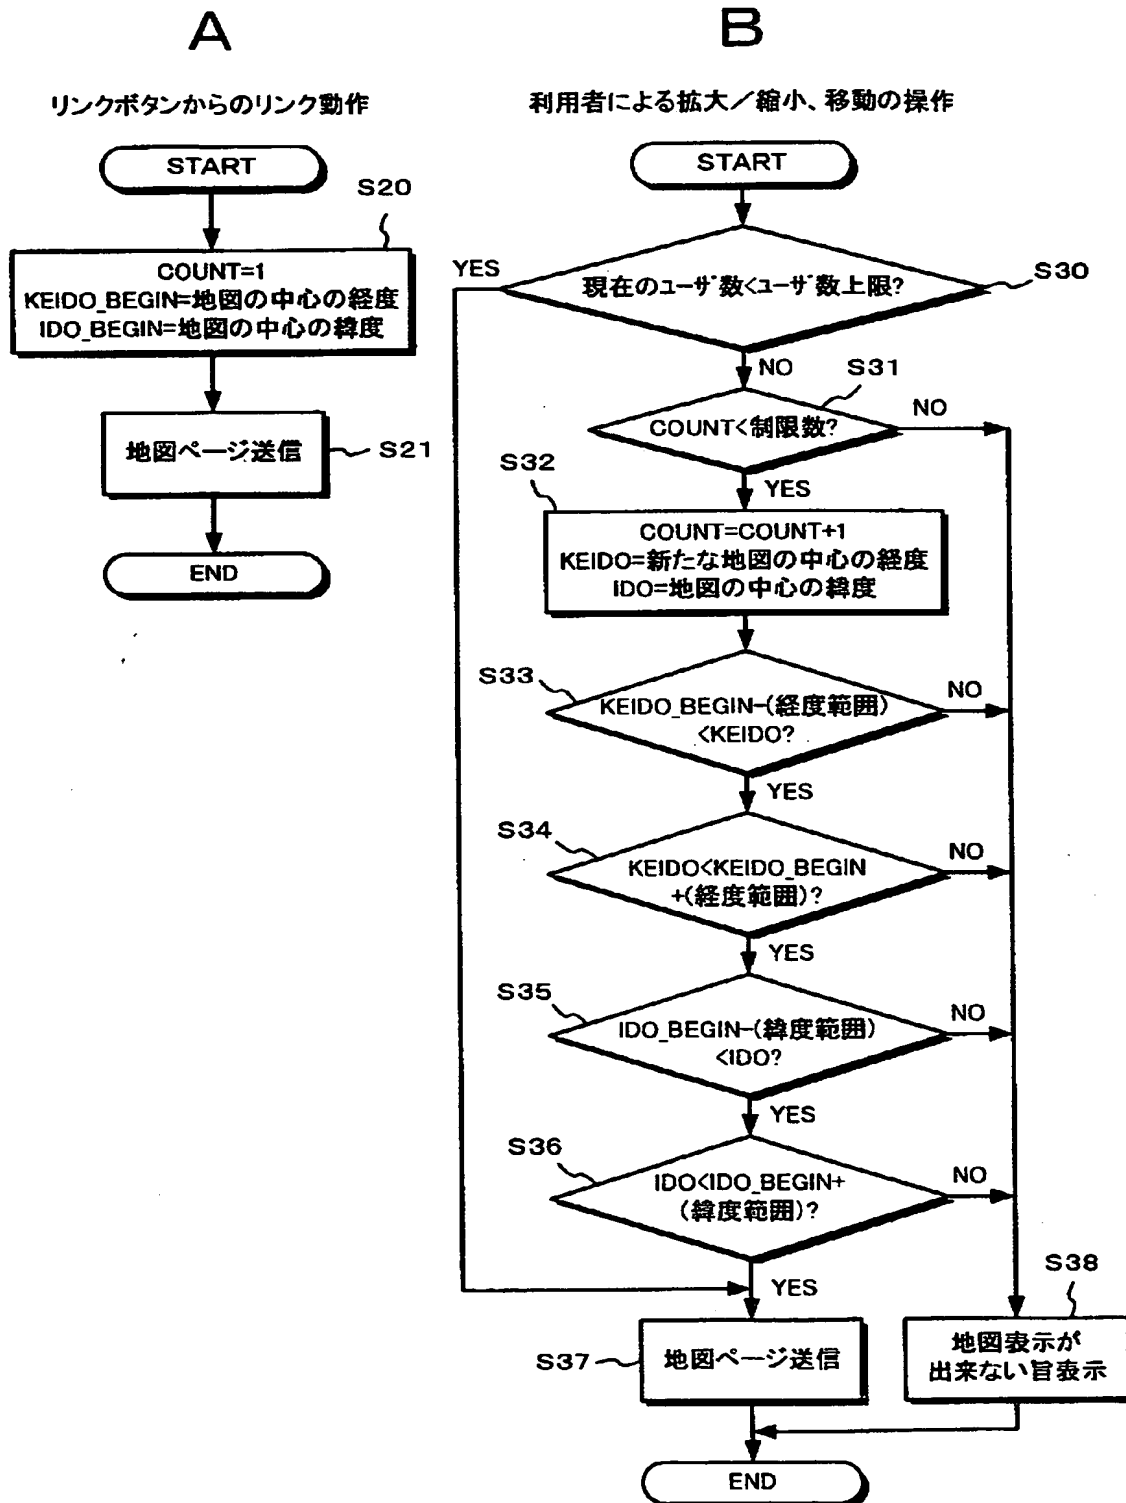 A
リンクボタンからのリンク動作
START
S20
COUNT=1
KEIDO_BEGIN=地図の中心の経度
IDO_BEGIN=地図の中心の緯度
地図ページ送信
S21
END
B
利用者による拡大／縮小、移動の操作
START
YES
現在のユーザ数<ユーザ数上限?
S30
NO
S31
COUNT<制限数?
NO
S32
YES
COUNT=COUNT+1
KEIDO=新たな地図の中心の経度
IDO=地図の中心の緯度
S33
KEIDO_BEGIN-(経度範囲)
<KEIDO?
NO
YES
S34
KEIDO<KEIDO_BEGIN
+(経度範囲)?
NO
YES
S35
IDO_BEGIN-(緯度範囲)
<IDO?
NO
YES
S36
IDO<IDO_BEGIN+
(緯度範囲)?
NO
YES
S38
S37
地図ページ送信
地図表示が
出来ない旨表示
END